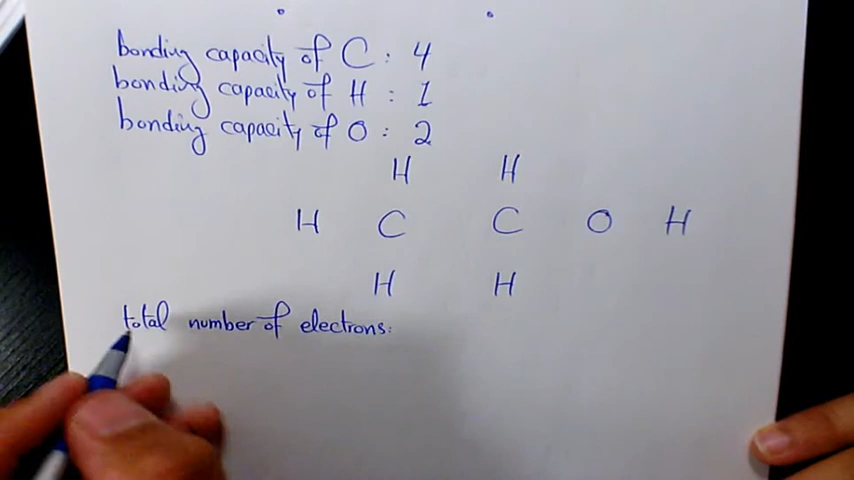 bonding capacity of C : 4
bonding capacity of H : 1
bonding capacity of O : 2
H H
H C C O H
H H
total number of electrons: